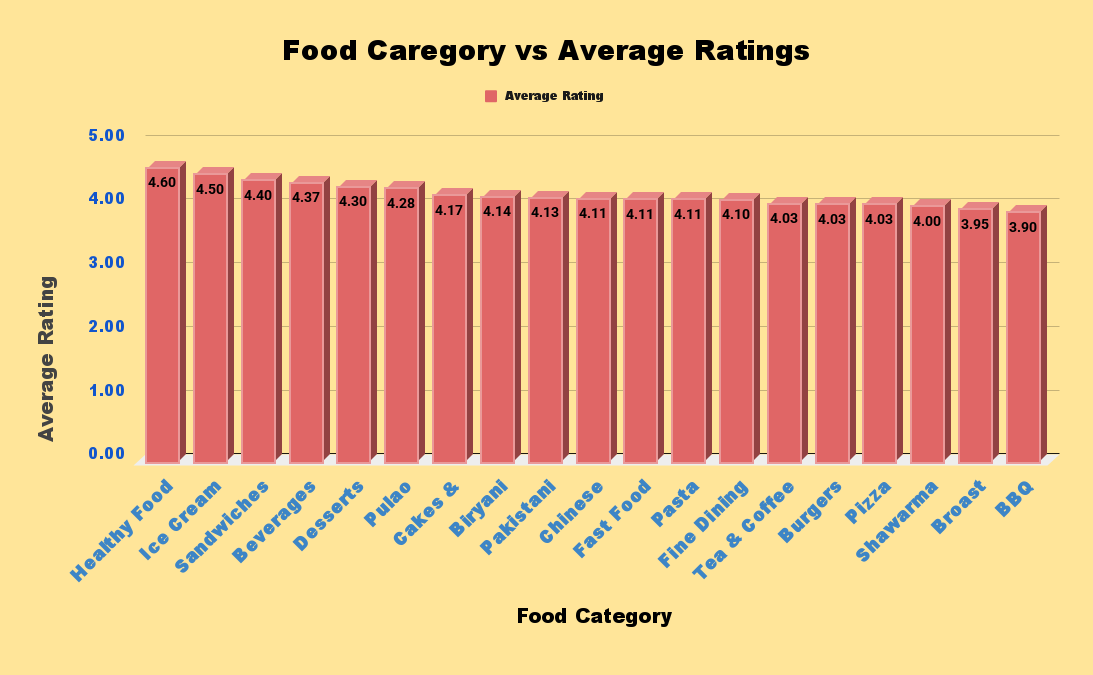 Food Caregory vs Average Ratings
Average Rating
5.00
4.00
3.00
2.00
1.00
0.00
Average Rating
4.60
4.50
4.40
4.37
4.30
4.28
4.17
4.14
4.13
4.11
4.11
4.11
4.10
4.03
4.03
4.03
4.00
3.95
3.90
Healthy Food
Ice Cream
Sandwiches
Beverages
Desserts
Pulao
Cakes &
Biryani
Pakistani
Chinese
Fast Food
Pasta
Fine Dining
Tea & Coffee
Burgers
Pizza
Shawarma
Broast
BBQ
Food Category